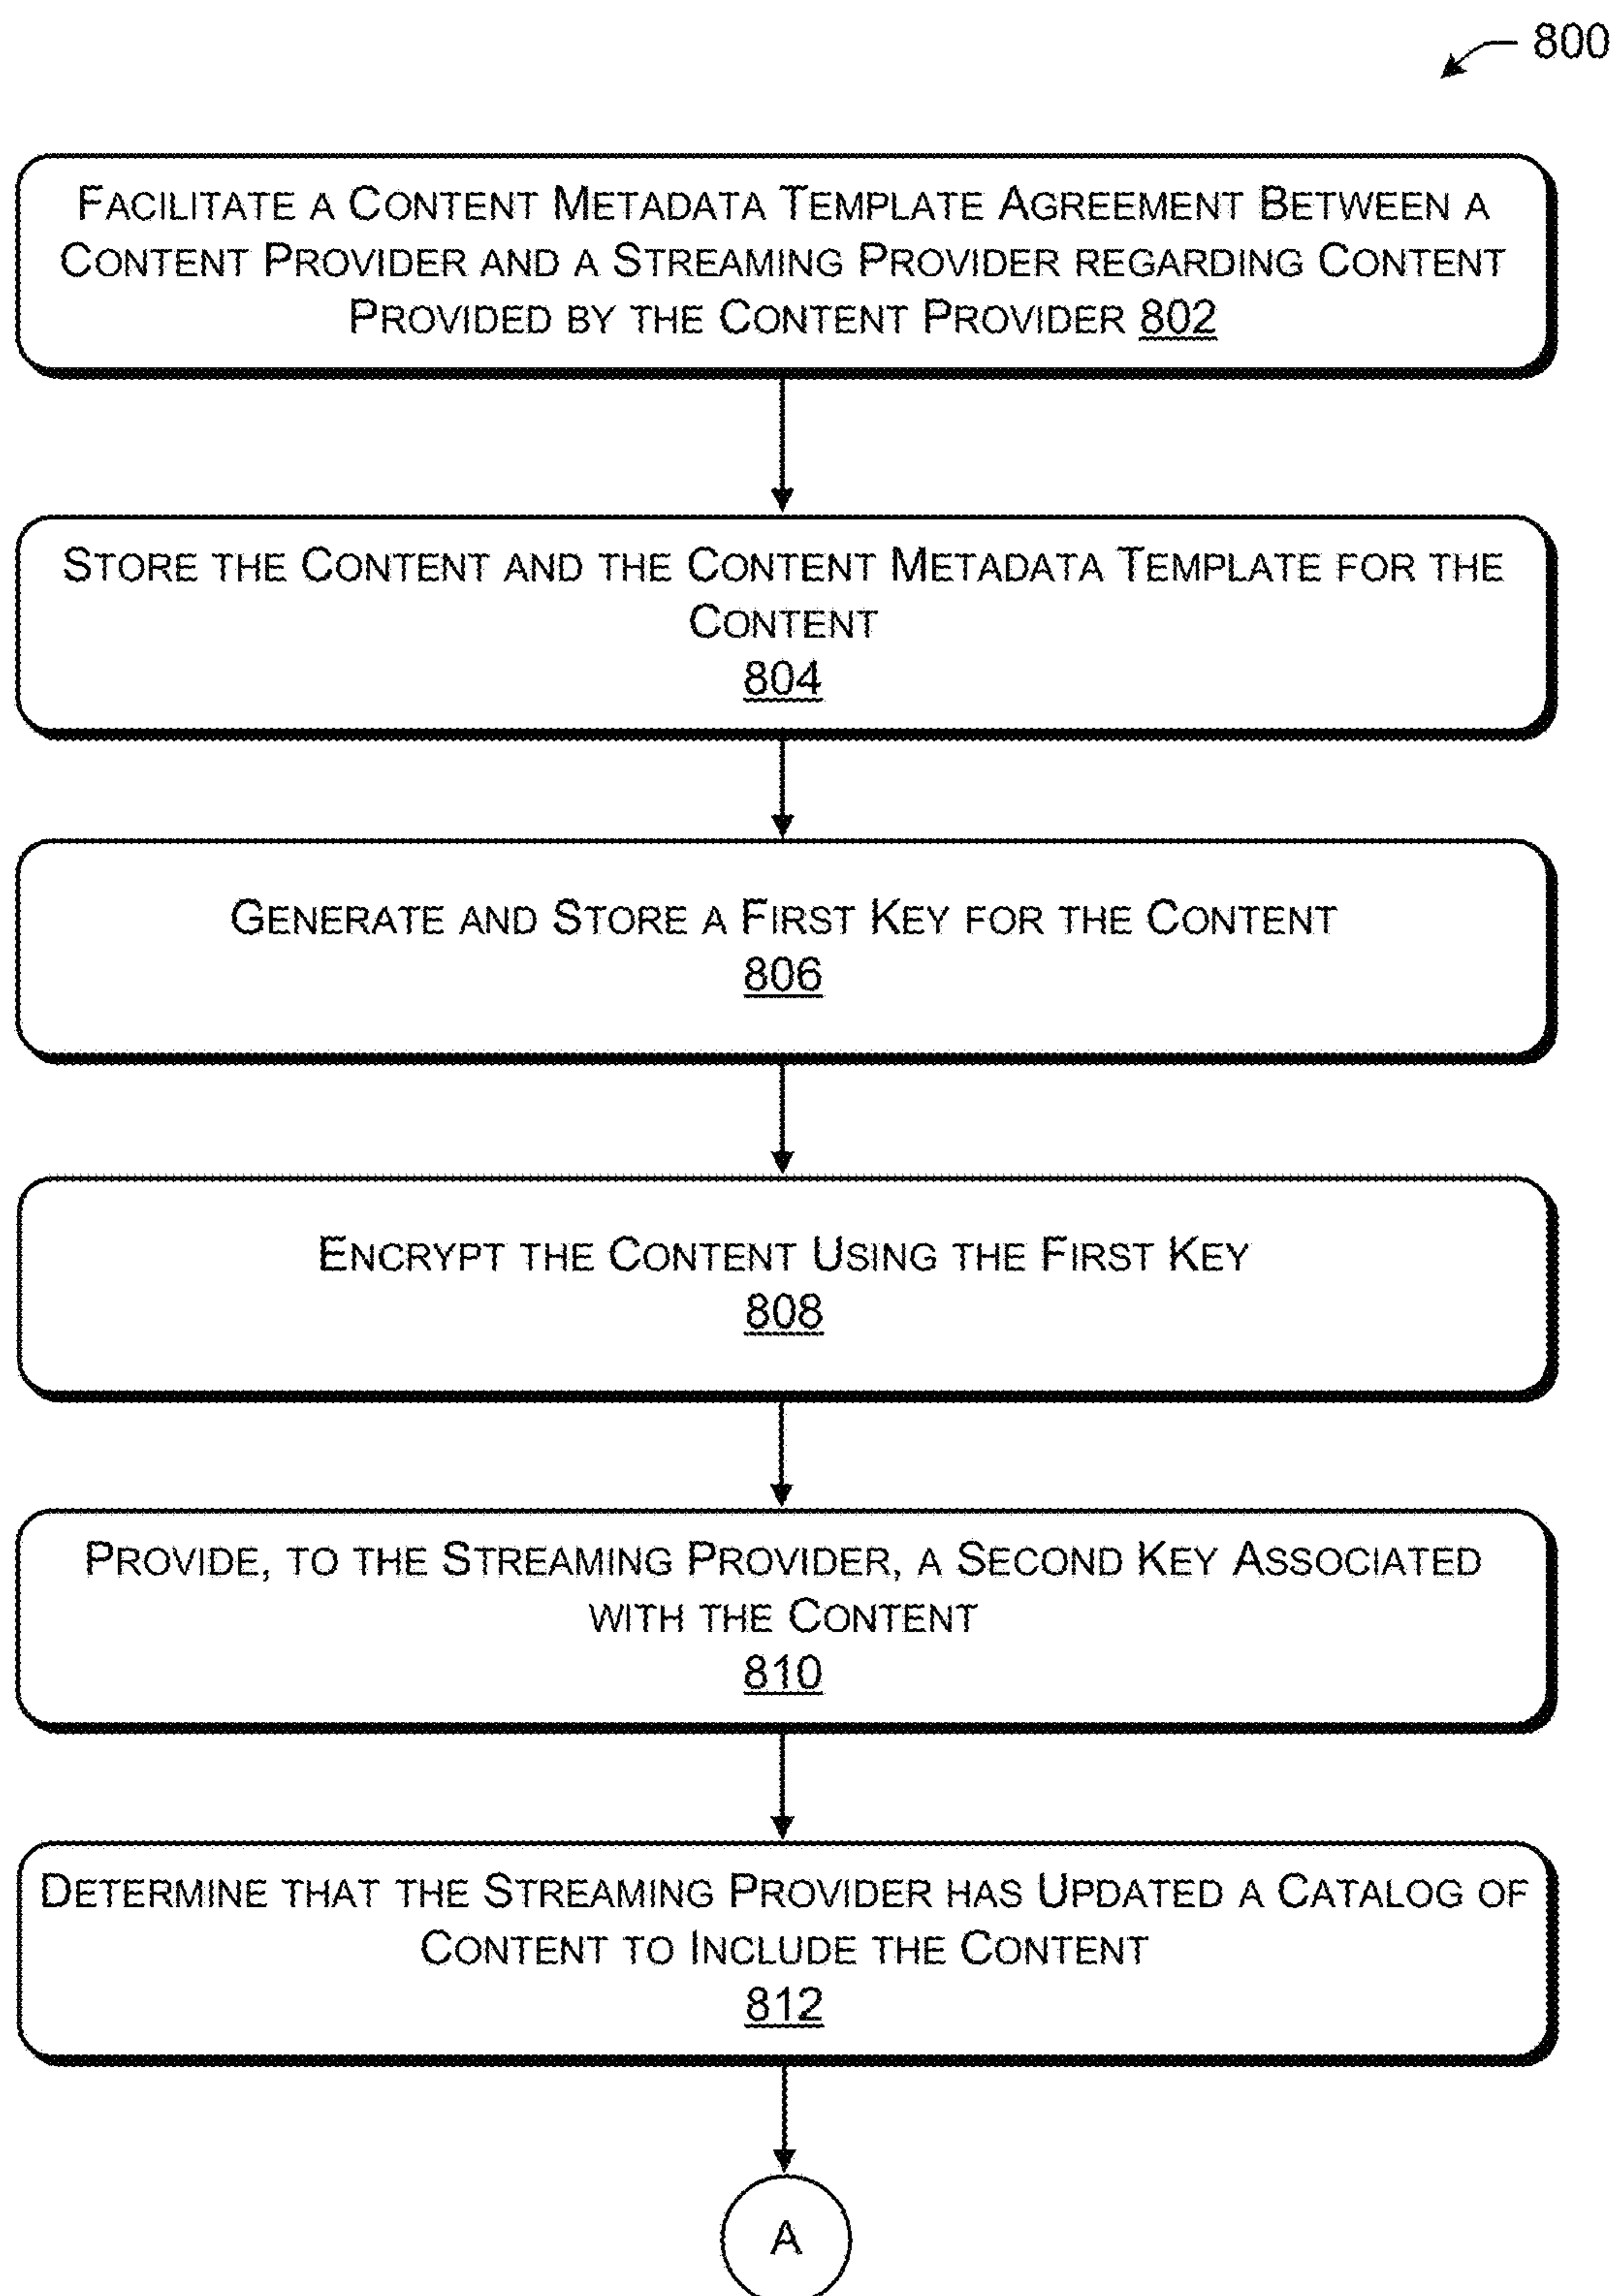 800
FACILITATE A CONTENT METADATA TEMPLATE AGREEMENT BETWEEN A
CONTENT PROVIDER AND A STREAMING PROVIDER REGARDING CONTENT
PROVIDED BY THE CONTENT PROVIDER 802
STORE THE CONTENT AND THE CONTENT METADATA TEMPLATE FOR THE
CONTENT
804
GENERATE AND STORE A FIRST KEY FOR THE CONTENT
806
ENCRYPT THE CONTENT USING THE FIRST KEY
808
PROVIDE, TO THE STREAMING PROVIDER, A SECOND KEY ASSOCIATED
WITH THE CONTENT
810
DETERMINE THAT THE STREAMING PROVIDER HAS UPDATED A CATALOG OF
CONTENT TO INCLUDE THE CONTENT
812
A